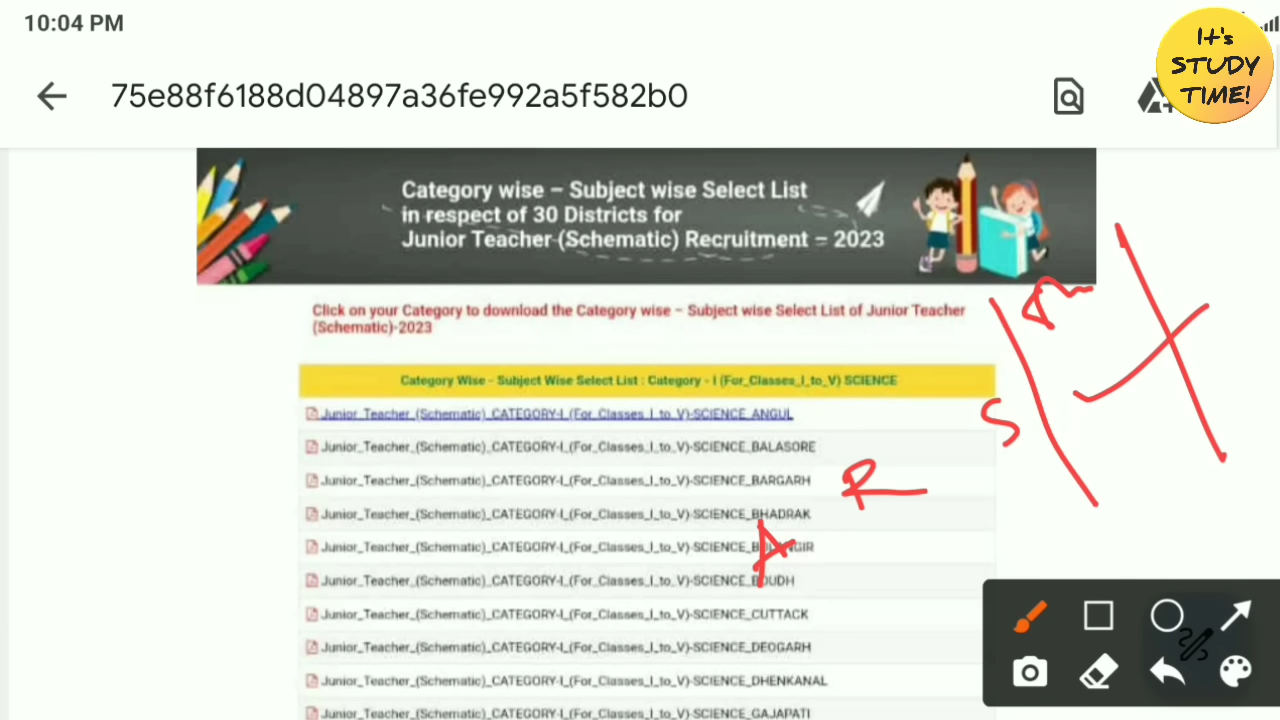 10:04 PM
It's
STUDY
TIME!
75e88f6188d04897a36fe992a5f582b0
Category wise – Subject wise Select List
in respect of 30 Districts for
Junior Teacher (Schematic) Recruitment – 2023
Click on your Category to download the Category wise – Subject wise Select List of Junior Teacher
(Schematic)-2023
Category Wise - Subject Wise Select List : Category - I (For_Classes_I_to_V) SCIENCE
Junior_Teacher_(Schematic)_CATEGORY-I_(For_Classes_I_to_V)-SCIENCE_ANGUL
Junior_Teacher_(Schematic)_CATEGORY-I_(For_Classes_I_to_V)-SCIENCE_BALASORE
Junior_Teacher_(Schematic)_CATEGORY-I_(For_Classes_I_to_V)-SCIENCE_BARGARH
Junior_Teacher_(Schematic)_CATEGORY-I_(For_Classes_I_to_V)-SCIENCE_BHADRAK
Junior_Teacher_(Schematic)_CATEGORY-I_(For_Classes_I_to_V)-SCIENCE_BOLANGIR
Junior_Teacher_(Schematic)_CATEGORY-I_(For_Classes_I_to_V)-SCIENCE_BOUDH
Junior_Teacher_(Schematic)_CATEGORY-I_(For_Classes_I_to_V)-SCIENCE_CUTTACK
Junior_Teacher_(Schematic)_CATEGORY-I_(For_Classes_I_to_V)-SCIENCE_DEOGARH
Junior_Teacher_(Schematic)_CATEGORY-I_(For_Classes_I_to_V)-SCIENCE_DHENKANAL
Junior_Teacher_(Schematic)_CATEGORY-I_(For_Classes_I_to_V)-SCIENCE_GAJAPATI